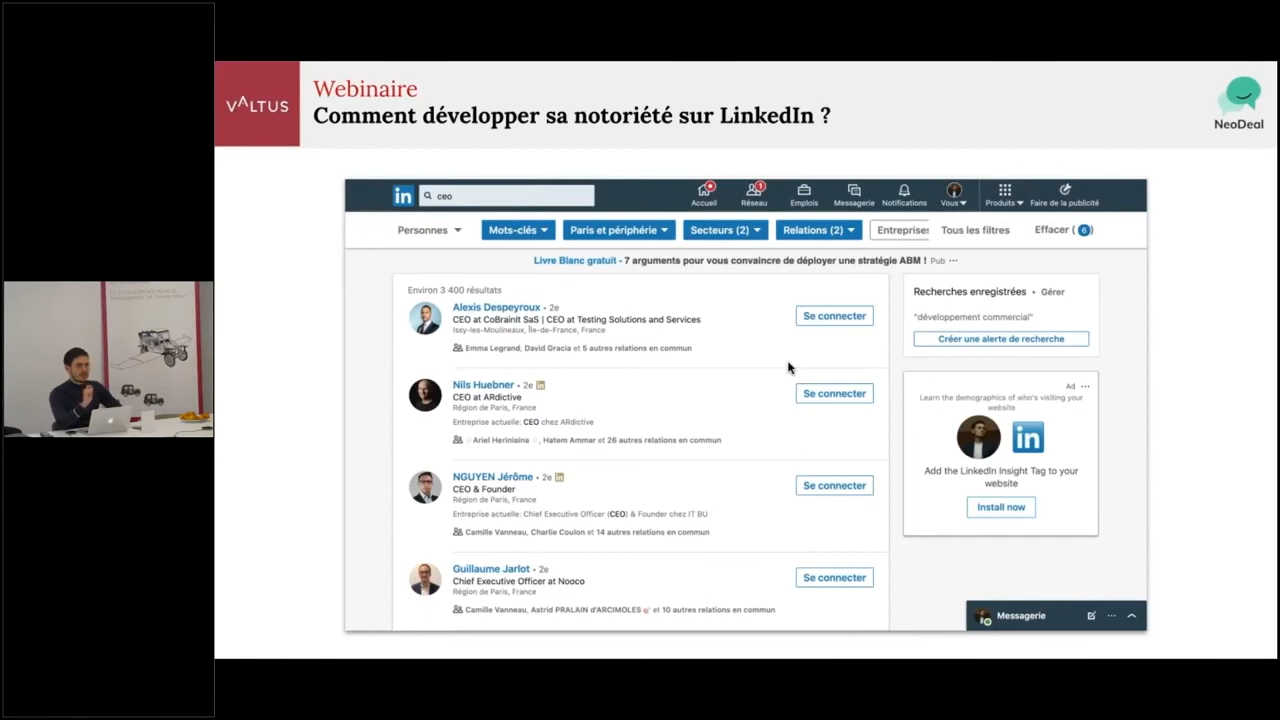 VALTUS
Webinaire
Comment développer sa notoriété sur LinkedIn ?
NeoDeal
in
ceo
Accueil
1
Réseau
Emplois
Messagerie
Notifications
Vous
Produits
Faire de la publicité
Personnes
Mots-clés
Paris et périphérie
Secteurs (2)
Relations (2)
Entreprises
Tous les filtres
Effacer ( 6 )
Livre Blanc gratuit - 7 arguments pour vous convaincre de déployer une stratégie ABM ! Pub ...
Environ 3 400 résultats
Alexis Despeyroux • 2e
CEO at CoBrainIt SaS | CEO at Testing Solutions and Services
Issy-les-Moulineaux, Île-de-France, France
Emma Legrand, David Gracia et 5 autres relations en commun
Se connecter
Nils Huebner • 2e in
CEO at ARdictive
Région de Paris, France
Entreprise actuelle: CEO chez ARdictive
Ariel Heriniaina, Hatem Ammar et 26 autres relations en commun
Se connecter
NGUYEN Jérôme • 2e in
CEO & Founder
Région de Paris, France
Entreprise actuelle: Chief Executive Officer (CEO) & Founder chez IT BU
Camille Vanneau, Charlie Coulon et 14 autres relations en commun
Se connecter
Guillaume Jarlot • 2e
Chief Executive Officer at Nooco
Région de Paris, France
Camille Vanneau, Astrid PRALAIN d'ARCIMOLES et 10 autres relations en commun
Se connecter
Recherches enregistrées • Gérer
"développement commercial"
Créer une alerte de recherche
Ad ...
Learn the demographics of who's visiting your
website
in
Add the LinkedIn Insight Tag to your
website
Install now
Messagerie